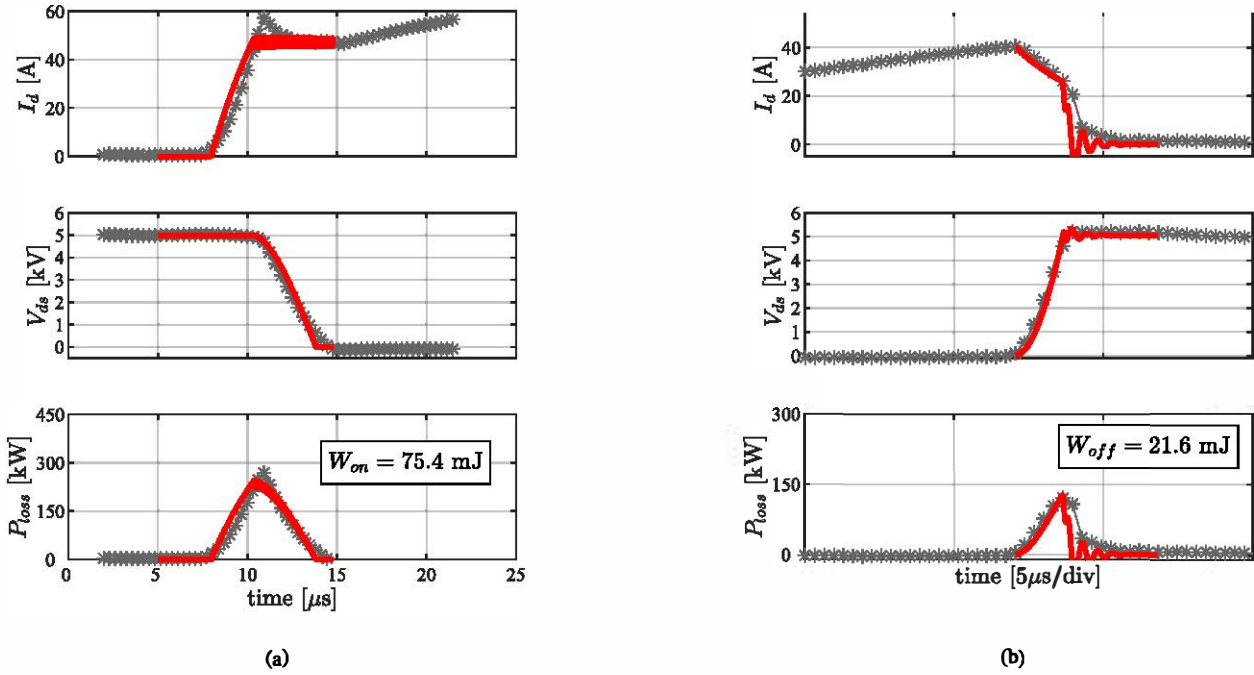 60
40
20
0
I_d [A]
6
5
4
3
2
1
0
V_ds [kV]
450
300
150
0
P_loss [kW]
W_on = 75.4 mJ
0 5 10 15 20 25
time [μs]
(a)
40
20
0
I_d [A]
6
5
4
3
2
1
0
V_ds [kV]
300
150
0
P_loss [kW]
W_off = 21.6 mJ
time [5μs/div]
(b)